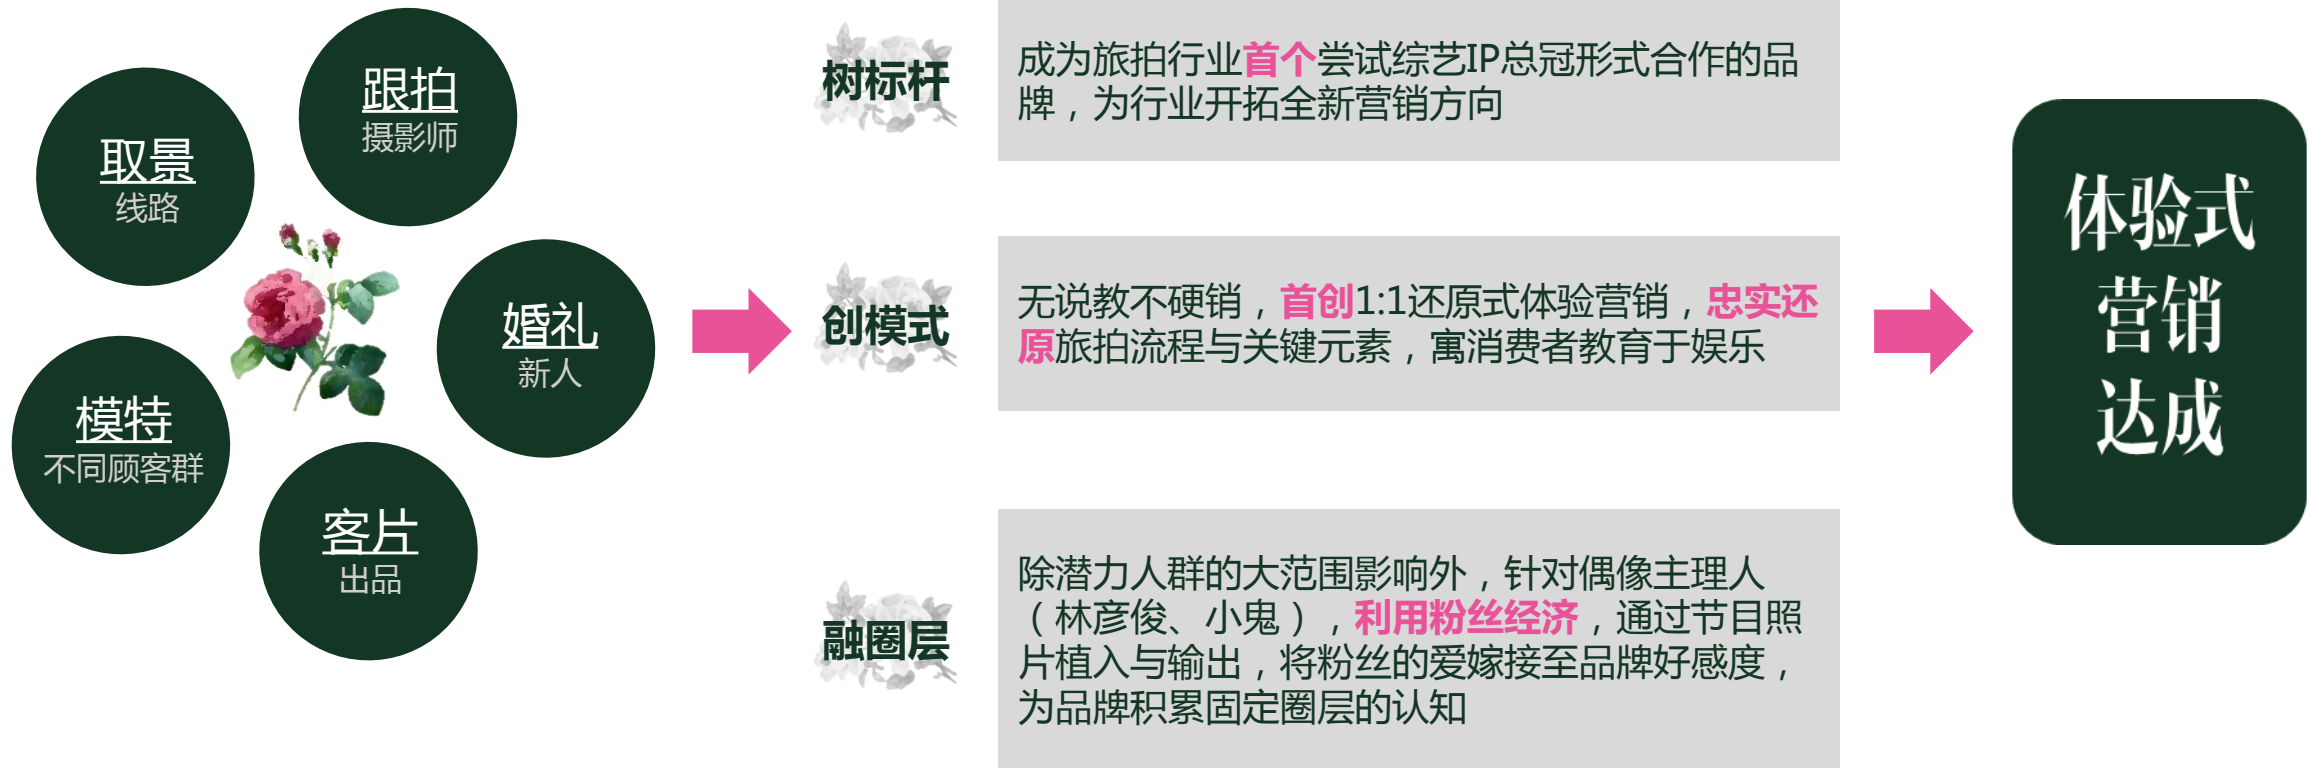 跟拍
摄影师
取景
线路
婚礼
新人
模特
不同顾客群
客片
出品
树标杆
成为旅拍行业首个尝试综艺IP总冠形式合作的品
牌，为行业开拓全新营销方向
创模式
无说教不硬销，首创1:1还原式体验营销，忠实还
原旅拍流程与关键元素，寓消费者教育于娱乐
融圈层
除潜力人群的大范围影响外，针对偶像主理人
（林彦俊、小鬼），利用粉丝经济，通过节目照
片植入与输出，将粉丝的爱嫁接至品牌好感度，
为品牌积累固定圈层的认知
体验式
营销
达成